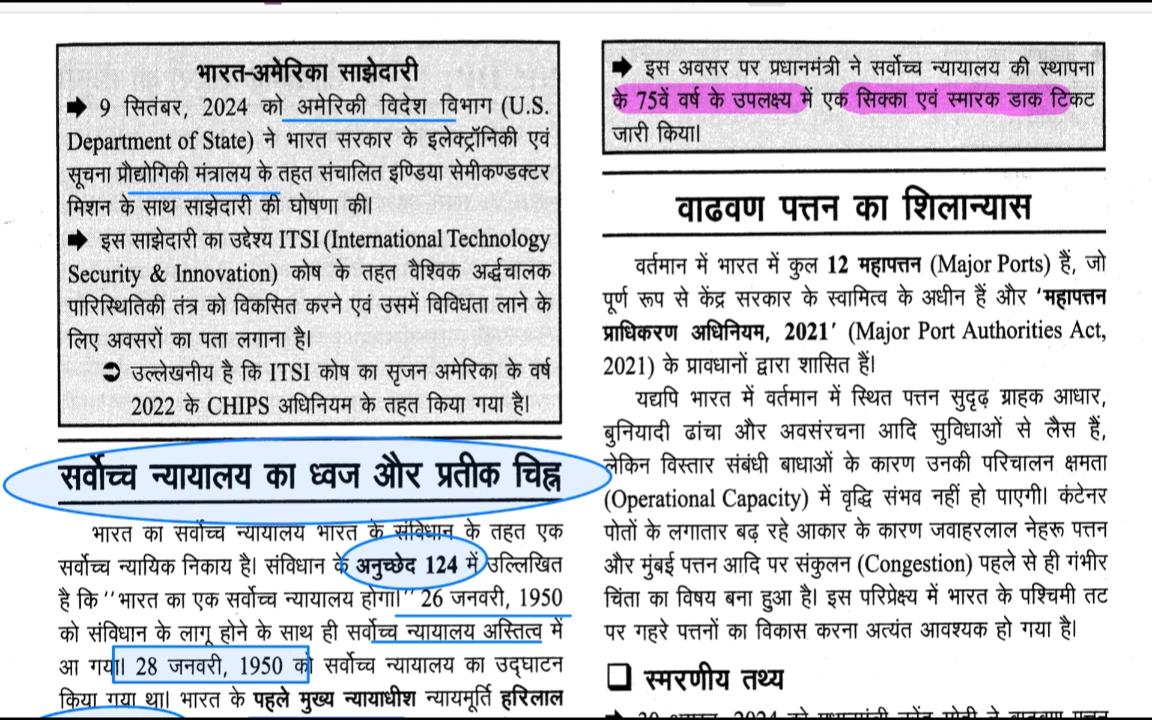 भारत-अमेरिका साझेदारी
➡ 9 सितंबर, 2024 को अमेरिकी विदेश विभाग (U.S.
Department of State) ने भारत सरकार के इलेक्ट्रॉनिकी एवं
सूचना प्रौद्योगिकी मंत्रालय के तहत संचालित इण्डिया सेमीकण्डक्टर
मिशन के साथ साझेदारी की घोषणा की।
➡ इस साझेदारी का उद्देश्य ITSI (International Technology
Security & Innovation) कोष के तहत वैश्विक अर्द्धचालक
पारिस्थितिकी तंत्र को विकसित करने एवं उसमें विविधता लाने के
लिए अवसरों का पता लगाना है।
➲ उल्लेखनीय है कि ITSI कोष का सृजन अमेरिका के वर्ष
2022 के CHIPS अधिनियम के तहत किया गया है।
सर्वोच्च न्यायालय का ध्वज और प्रतीक चिह्न
भारत का सर्वोच्च न्यायालय भारत के संविधान के तहत एक
सर्वोच्च न्यायिक निकाय है। संविधान के अनुच्छेद 124 में उल्लिखित
है कि "भारत का एक सर्वोच्च न्यायालय होगा।" 26 जनवरी, 1950
को संविधान के लागू होने के साथ ही सर्वोच्च न्यायालय अस्तित्व में
आ गया। 28 जनवरी, 1950 को सर्वोच्च न्यायालय का उद्घाटन
किया गया था। भारत के पहले मुख्य न्यायाधीश न्यायमूर्ति हरिलाल
➡ इस अवसर पर प्रधानमंत्री ने सर्वोच्च न्यायालय की स्थापना
के 75वें वर्ष के उपलक्ष्य में एक सिक्का एवं स्मारक डाक टिकट
जारी किया।
वाढवण पत्तन का शिलान्यास
वर्तमान में भारत में कुल 12 महापत्तन (Major Ports) हैं, जो
पूर्ण रूप से केंद्र सरकार के स्वामित्व के अधीन हैं और 'महापत्तन
प्राधिकरण अधिनियम, 2021' (Major Port Authorities Act,
2021) के प्रावधानों द्वारा शासित हैं।
यद्यपि भारत में वर्तमान में स्थित पत्तन सुदृढ़ ग्राहक आधार,
बुनियादी ढांचा और अवसंरचना आदि सुविधाओं से लैस हैं,
लेकिन विस्तार संबंधी बाधाओं के कारण उनकी परिचालन क्षमता
(Operational Capacity) में वृद्धि संभव नहीं हो पाएगी। कंटेनर
पोतों के लगातार बढ़ रहे आकार के कारण जवाहरलाल नेहरू पत्तन
और मुंबई पत्तन आदि पर संकुलन (Congestion) पहले से ही गंभीर
चिंता का विषय बना हुआ है। इस परिप्रेक्ष्य में भारत के पश्चिमी तट
पर गहरे पत्तनों का विकास करना अत्यंत आवश्यक हो गया है।
❑ स्मरणीय तथ्य